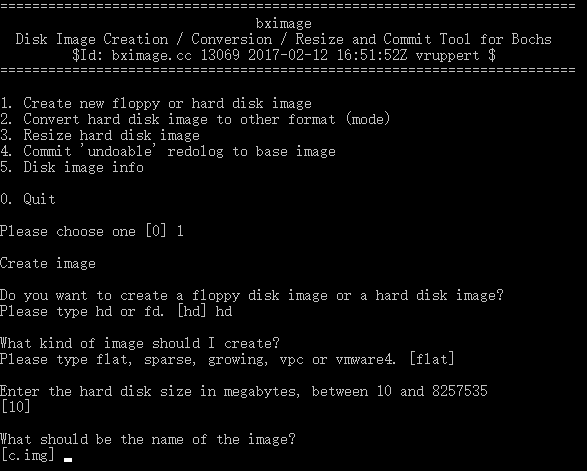 ========================================================================
bximage
Disk Image Creation / Conversion / Resize and Commit Tool for Bochs
$Id: bximage.cc 13069 2017-02-12 16:51:52Z vruppert $
========================================================================
1. Create new floppy or hard disk image
2. Convert hard disk image to other format (mode)
3. Resize hard disk image
4. Commit 'undoable' redolog to base image
5. Disk image info
0. Quit
Please choose one [0] 1
Create image
Do you want to create a floppy disk image or a hard disk image?
Please type hd or fd. [hd] hd
What kind of image should I create?
Please type flat, sparse, growing, vpc or vmware4. [flat]
Enter the hard disk size in megabytes, between 10 and 8257535
[10]
What should be the name of the image?
[c.img]